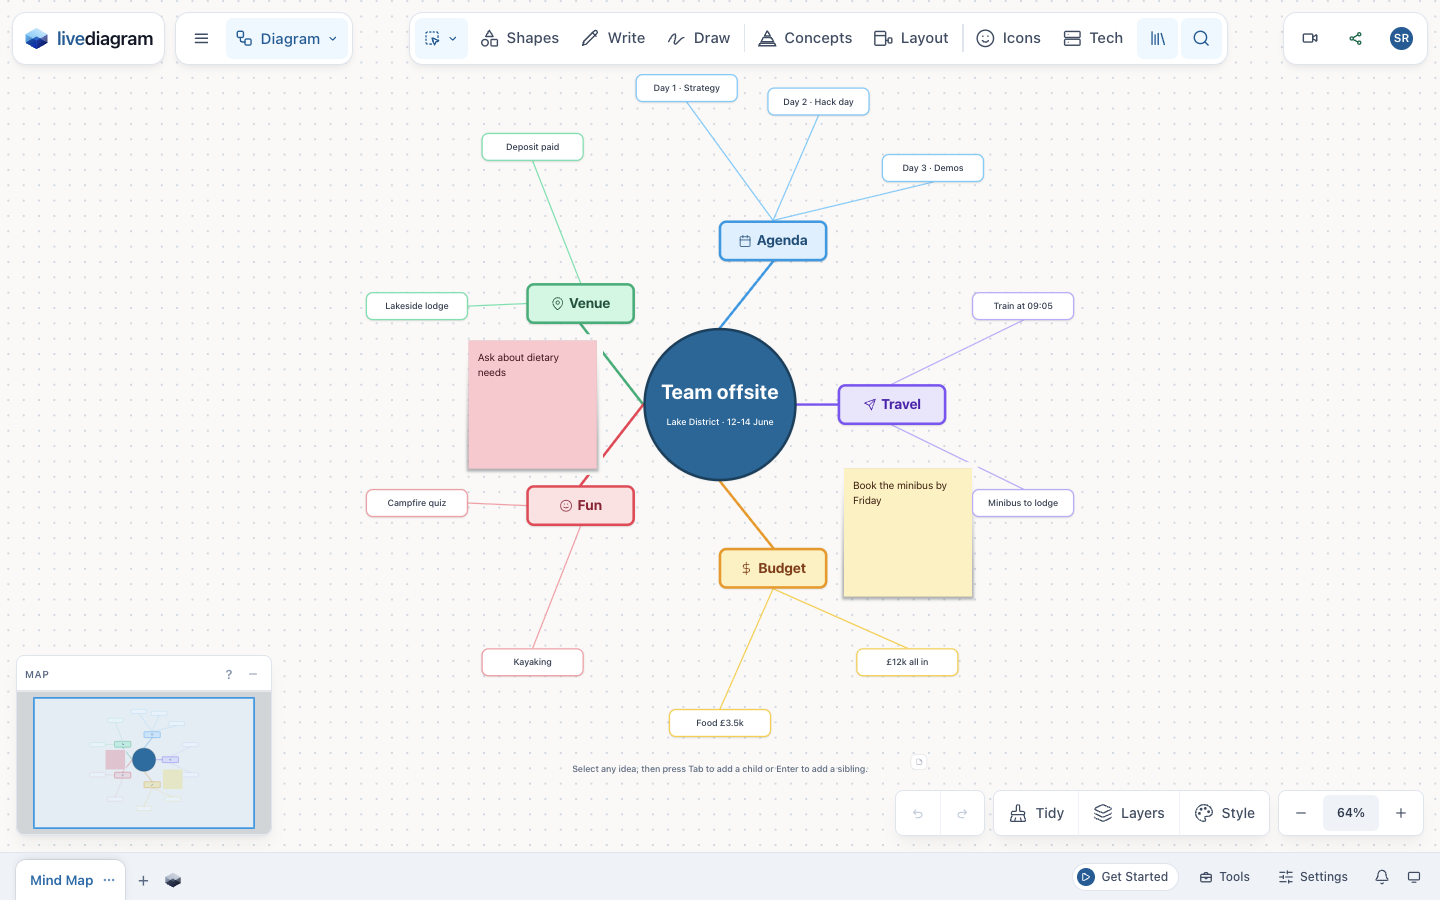 livediagram
Diagram
Shapes
Write
Draw
Concepts
Layout
Icons
Tech
SR
Day 1 · Strategy
Day 2 · Hack day
Deposit paid
Day 3 · Demos
Agenda
Venue
Lakeside lodge
Train at 09:05
Ask about dietary
needs
Team offsite
Lake District · 12-14 June
Travel
Book the minibus by
Friday
Campfire quiz
Fun
Minibus to lodge
Budget
Kayaking
£12k all in
Food £3.5k
MAP
?
Select any idea, then press Tab to add a child or Enter to add a sibling.
Tidy
Layers
Style
64%
Mind Map
Get Started
Tools
Settings